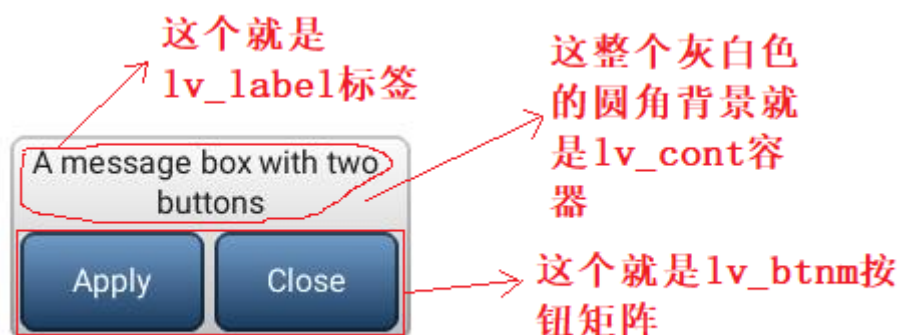 这个就是
lv_label标签
这整个灰白色
的圆角背景就
是lv_cont容
器
A message box with two
buttons
Apply
Close
这个就是lv_btnm按
钮矩阵